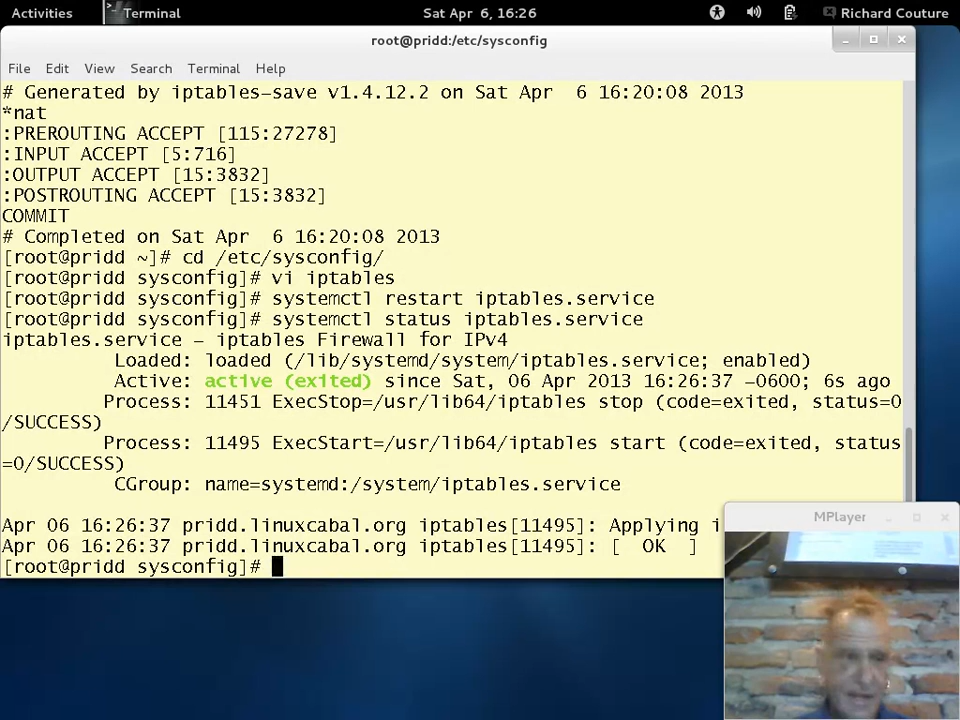 Activities
Terminal
Sat Apr 6, 16:26
Richard Couture
root@pridd:/etc/sysconfig
File Edit View Search Terminal Help
# Generated by iptables-save v1.4.12.2 on Sat Apr  6 16:20:08 2013
*nat
:PREROUTING ACCEPT [115:27278]
:INPUT ACCEPT [5:716]
:OUTPUT ACCEPT [15:3832]
:POSTROUTING ACCEPT [15:3832]
COMMIT
# Completed on Sat Apr  6 16:20:08 2013
[root@pridd ~]# cd /etc/sysconfig/
[root@pridd sysconfig]# vi iptables
[root@pridd sysconfig]# systemctl restart iptables.service
[root@pridd sysconfig]# systemctl status iptables.service
iptables.service - iptables Firewall for IPv4
Loaded: loaded (/lib/systemd/system/iptables.service; enabled)
Active: active (exited) since Sat, 06 Apr 2013 16:26:37 -0600; 6s ago
Process: 11451 ExecStop=/usr/lib64/iptables stop (code=exited, status=0
/SUCCESS)
Process: 11495 ExecStart=/usr/lib64/iptables start (code=exited, status
=0/SUCCESS)
CGroup: name=systemd:/system/iptables.service
Apr 06 16:26:37 pridd.linuxcabal.org iptables[11495]: Applying i
Apr 06 16:26:37 pridd.linuxcabal.org iptables[11495]: [  OK  ]
[root@pridd sysconfig]#
MPlayer